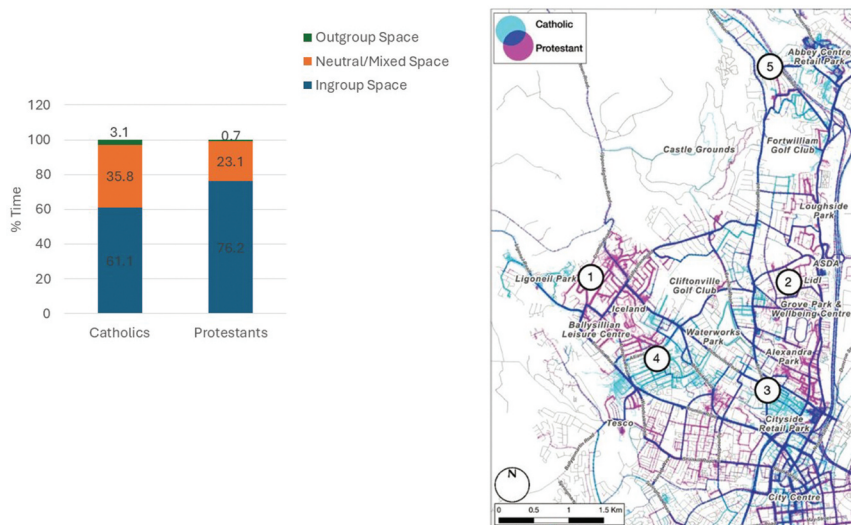 Outgroup Space
Neutral/Mixed Space
Ingroup Space
120
100
80
60
40
20
0
% Time
3.1
35.8
61.1
0.7
23.1
76.2
Catholics
Protestants
Catholic
Protestant
5
Abbey Centre
Retail Park
Castle Grounds
Fortwilliam
Golf Club
Loughside
Park
ASDA
Ligoneil Park
1
Cliftonville
Golf Club
2
Lidl
Iceland
Grove Park &
Wellbeing Centre
Ballysillian
Leisure Centre
Waterworks
Park
4
Alexandra
Park
3
Cityside
Retail Park
Tesco
City Centre
N
0 0.5 1 1.5 Km